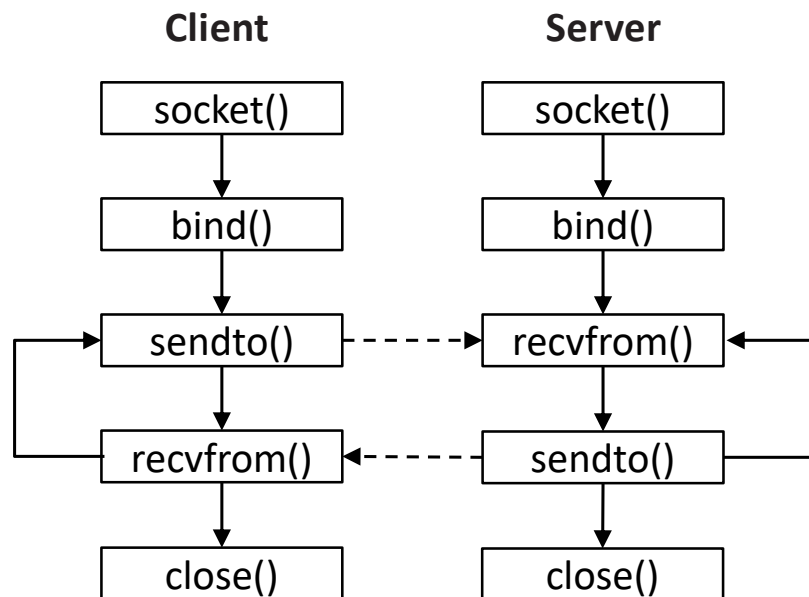 Client
Server
socket()
socket()
bind()
bind()
sendto()
recvfrom()
recvfrom()
sendto()
close()
close()